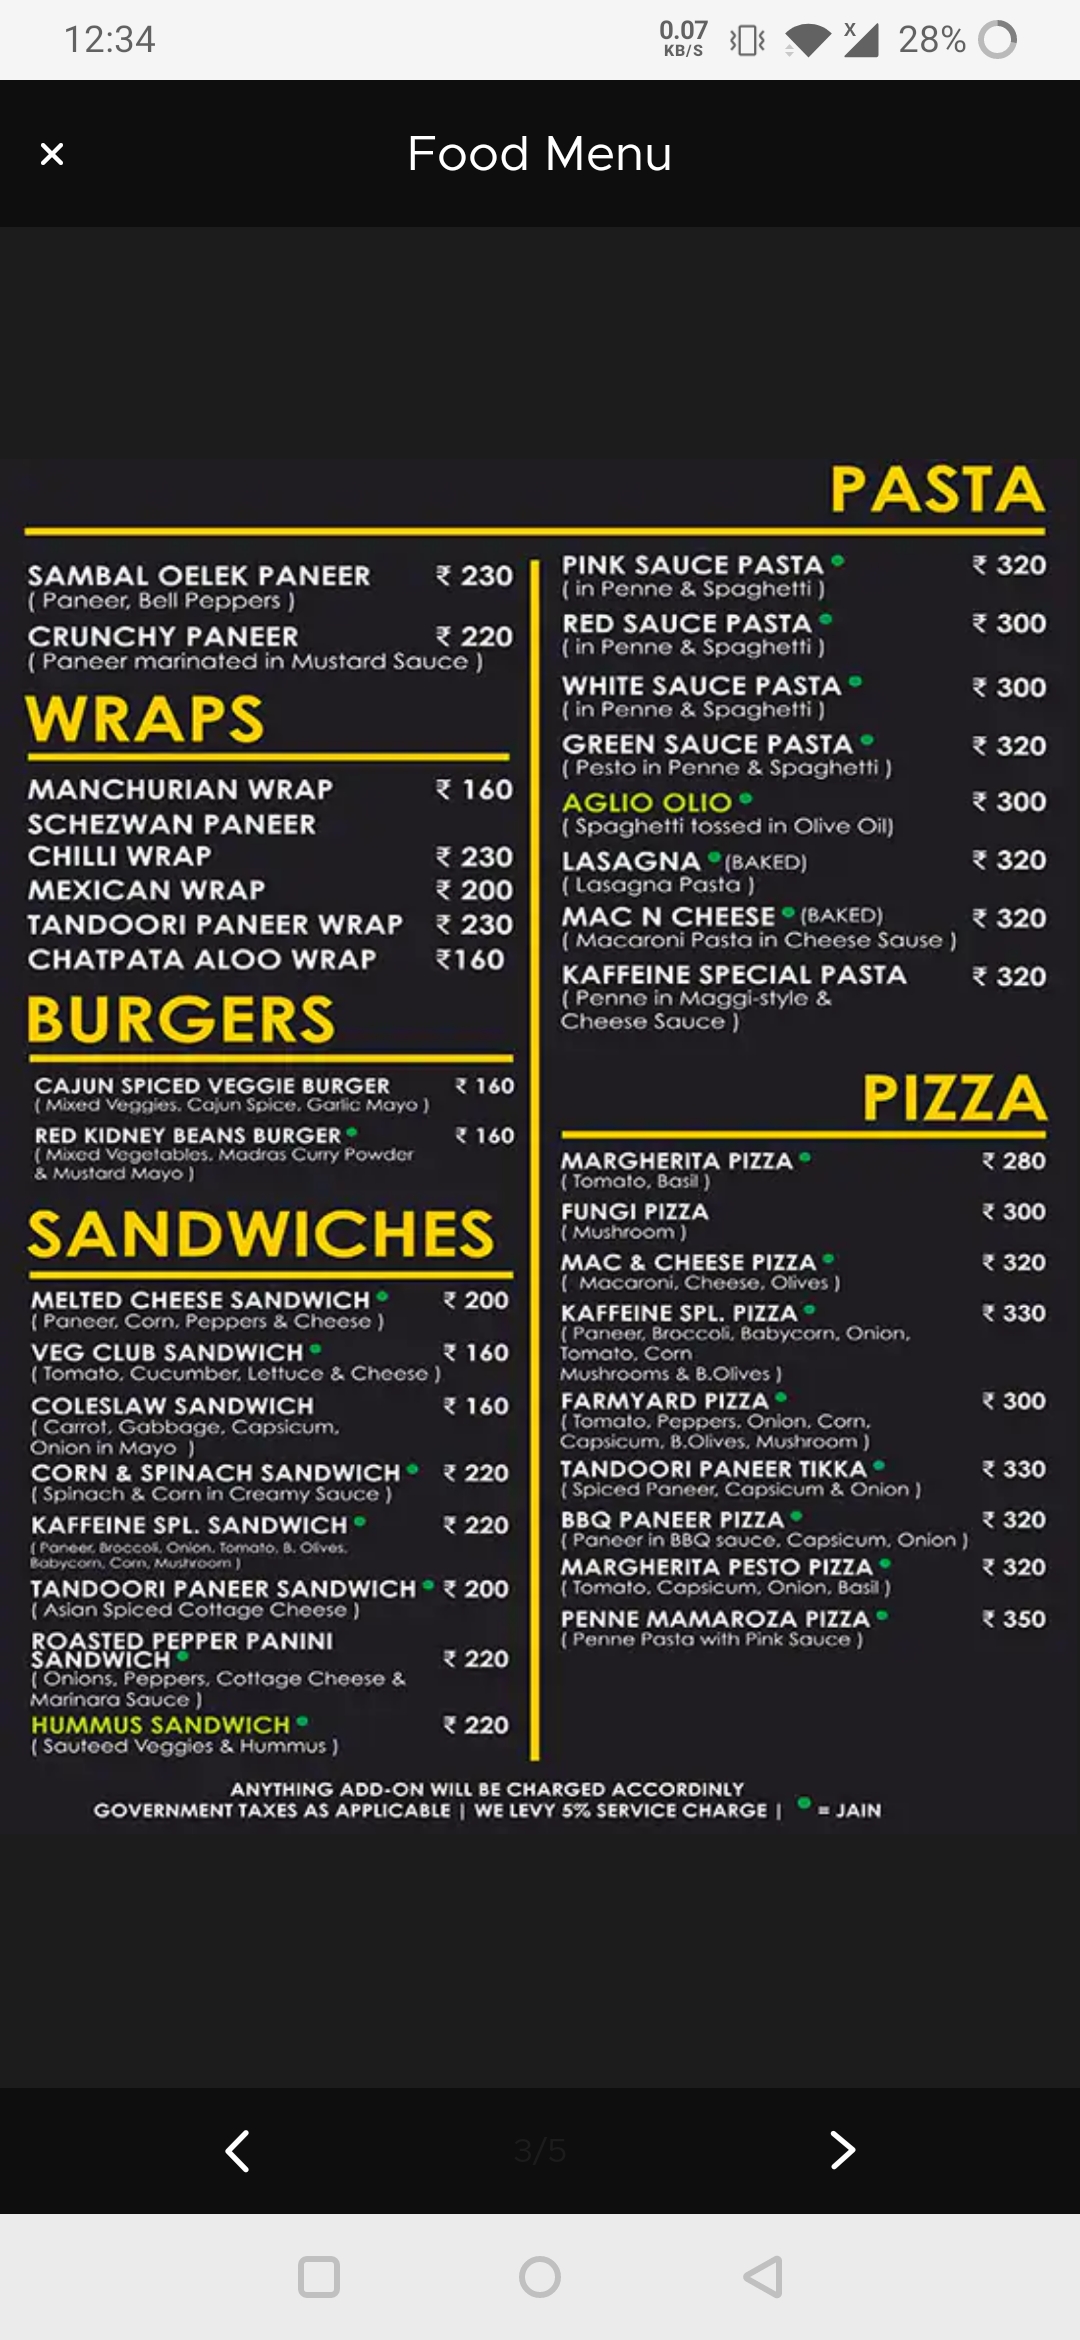 12:34
0.07
KB/S
X
28%
Food Menu
PASTA
SAMBAL OELEK PANEER ₹ 230
( Paneer, Bell Peppers )
CRUNCHY PANEER ₹ 220
( Paneer marinated in Mustard Sauce )
WRAPS
MANCHURIAN WRAP ₹ 160
SCHEZWAN PANEER
CHILLI WRAP ₹ 230
MEXICAN WRAP ₹ 200
TANDOORI PANEER WRAP ₹ 230
CHATPATA ALOO WRAP ₹160
BURGERS
CAJUN SPICED VEGGIE BURGER ₹ 160
( Mixed Veggies, Cajun Spice, Garlic Mayo )
RED KIDNEY BEANS BURGER ₹ 160
( Mixed Vegetables, Madras Curry Powder
& Mustard Mayo )
SANDWICHES
MELTED CHEESE SANDWICH ₹ 200
( Paneer, Corn, Peppers & Cheese )
VEG CLUB SANDWICH ₹ 160
( Tomato, Cucumber, Lettuce & Cheese )
COLESLAW SANDWICH ₹ 160
( Carrot, Gabbage, Capsicum,
Onion in Mayo )
CORN & SPINACH SANDWICH ₹ 220
( Spinach & Corn in Creamy Sauce )
KAFFEINE SPL. SANDWICH ₹ 220
( Paneer, Broccoli, Onion, Tomato, B. Olives,
Babycorn, Corn, Mushroom )
TANDOORI PANEER SANDWICH ₹ 200
( Asian Spiced Cottage Cheese )
ROASTED PEPPER PANINI
SANDWICH ₹ 220
( Onions, Peppers, Cottage Cheese &
Marinara Sauce )
HUMMUS SANDWICH ₹ 220
( Sauteed Veggies & Hummus )
PINK SAUCE PASTA ₹ 320
( in Penne & Spaghetti )
RED SAUCE PASTA ₹ 300
( in Penne & Spaghetti )
WHITE SAUCE PASTA ₹ 300
( in Penne & Spaghetti )
GREEN SAUCE PASTA ₹ 320
( Pesto in Penne & Spaghetti )
AGLIO OLIO ₹ 300
( Spaghetti tossed in Olive Oil)
LASAGNA (BAKED) ₹ 320
( Lasagna Pasta )
MAC N CHEESE (BAKED) ₹ 320
( Macaroni Pasta in Cheese Sause )
KAFFEINE SPECIAL PASTA ₹ 320
( Penne in Maggi-style &
Cheese Sauce )
PIZZA
MARGHERITA PIZZA ₹ 280
( Tomato, Basil )
FUNGI PIZZA ₹ 300
( Mushroom )
MAC & CHEESE PIZZA ₹ 320
( Macaroni, Cheese, Olives )
KAFFEINE SPL. PIZZA ₹ 330
( Paneer, Broccoli, Babycorn, Onion,
Tomato, Corn
Mushrooms & B.Olives )
FARMYARD PIZZA ₹ 300
( Tomato, Peppers, Onion, Corn,
Capsicum, B.Olives, Mushroom )
TANDOORI PANEER TIKKA ₹ 330
( Spiced Paneer, Capsicum & Onion )
BBQ PANEER PIZZA ₹ 320
( Paneer in BBQ sauce, Capsicum, Onion )
MARGHERITA PESTO PIZZA ₹ 320
( Tomato, Capsicum, Onion, Basil )
PENNE MAMAROZA PIZZA ₹ 350
( Penne Pasta with Pink Sauce )
ANYTHING ADD-ON WILL BE CHARGED ACCORDINLY
GOVERNMENT TAXES AS APPLICABLE | WE LEVY 5% SERVICE CHARGE | = JAIN
3/5